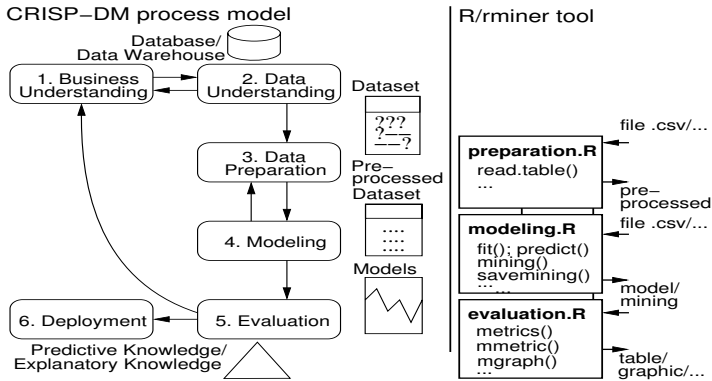 CRISP−DM process model
R/rminer tool
Database/
Data Warehouse
1. Business
Understanding
2. Data
Understanding
Dataset
???
?−−
−−?
3. Data
Preparation
Pre−
processed
Dataset
....
....
....
4. Modeling
Models
6. Deployment
5. Evaluation
Predictive Knowledge/
Explanatory Knowledge
file .csv/...
preparation.R
read.table()
...
pre−
processed
file .csv/...
modeling.R
fit(); predict()
mining()
savemining()
...
...
model/
mining
evaluation.R
metrics()
mmetric()
mgraph()
...
table/
graphic/...